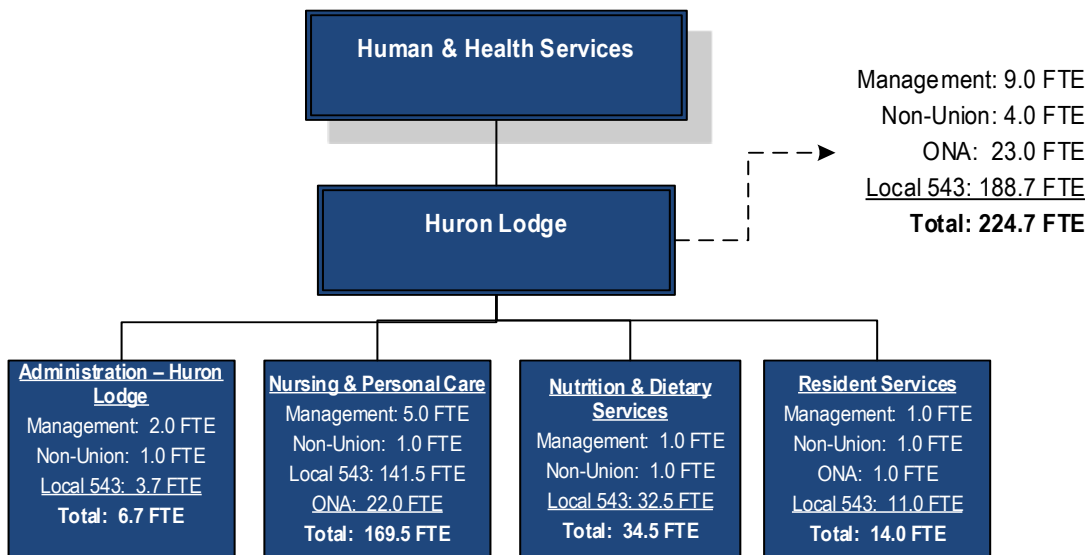 Human & Health Services
Management: 9.0 FTE
Non-Union: 4.0 FTE
ONA: 23.0 FTE
Local 543: 188.7 FTE
Total: 224.7 FTE
Huron Lodge
Administration – Huron
Lodge
Management: 2.0 FTE
Non-Union: 1.0 FTE
Local 543: 3.7 FTE
Total: 6.7 FTE
Nursing & Personal Care
Management: 5.0 FTE
Non-Union: 1.0 FTE
Local 543: 141.5 FTE
ONA: 22.0 FTE
Total: 169.5 FTE
Nutrition & Dietary
Services
Management: 1.0 FTE
Non-Union: 1.0 FTE
Local 543: 32.5 FTE
Total: 34.5 FTE
Resident Services
Management: 1.0 FTE
Non-Union: 1.0 FTE
ONA: 1.0 FTE
Local 543: 11.0 FTE
Total: 14.0 FTE